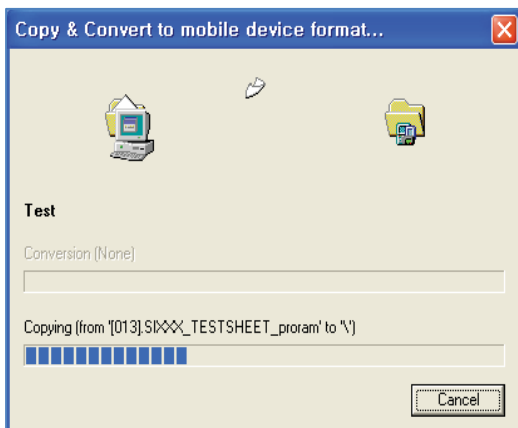 Copy & Convert to mobile device format...
Test
Conversion (None)
Copying (from '[013].SIXXX_TESTSHEET_proram' to '\')
Cancel